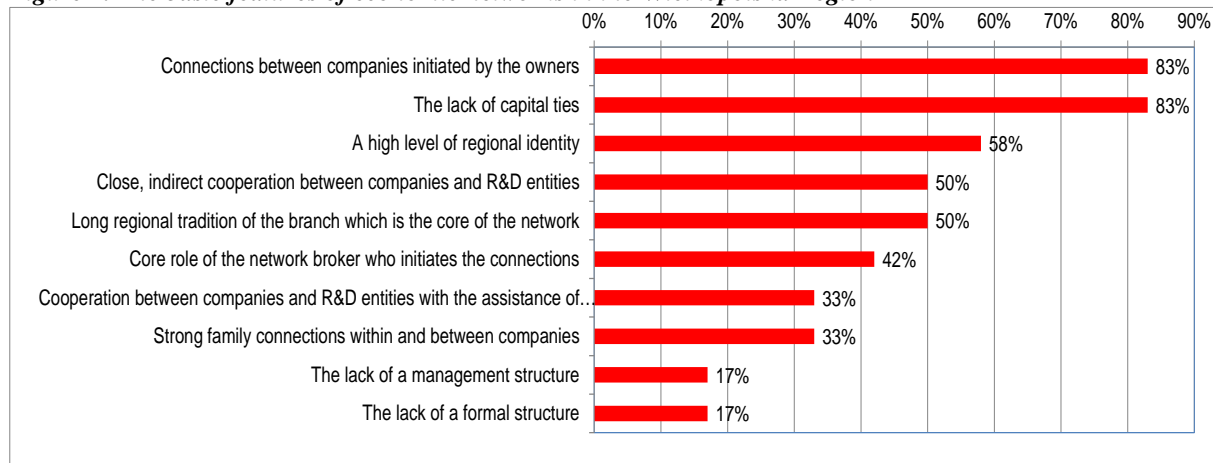 0% 10% 20% 30% 40% 50% 60% 70% 80% 90%
Connections between companies initiated by the owners 83%
The lack of capital ties 83%
A high level of regional identity 58%
Close, indirect cooperation between companies and R&D entities 50%
Long regional tradition of the branch which is the core of the network 50%
Core role of the network broker who initiates the connections 42%
Cooperation between companies and R&D entities with the assistance of… 33%
Strong family connections within and between companies 33%
The lack of a management structure 17%
The lack of a formal structure 17%